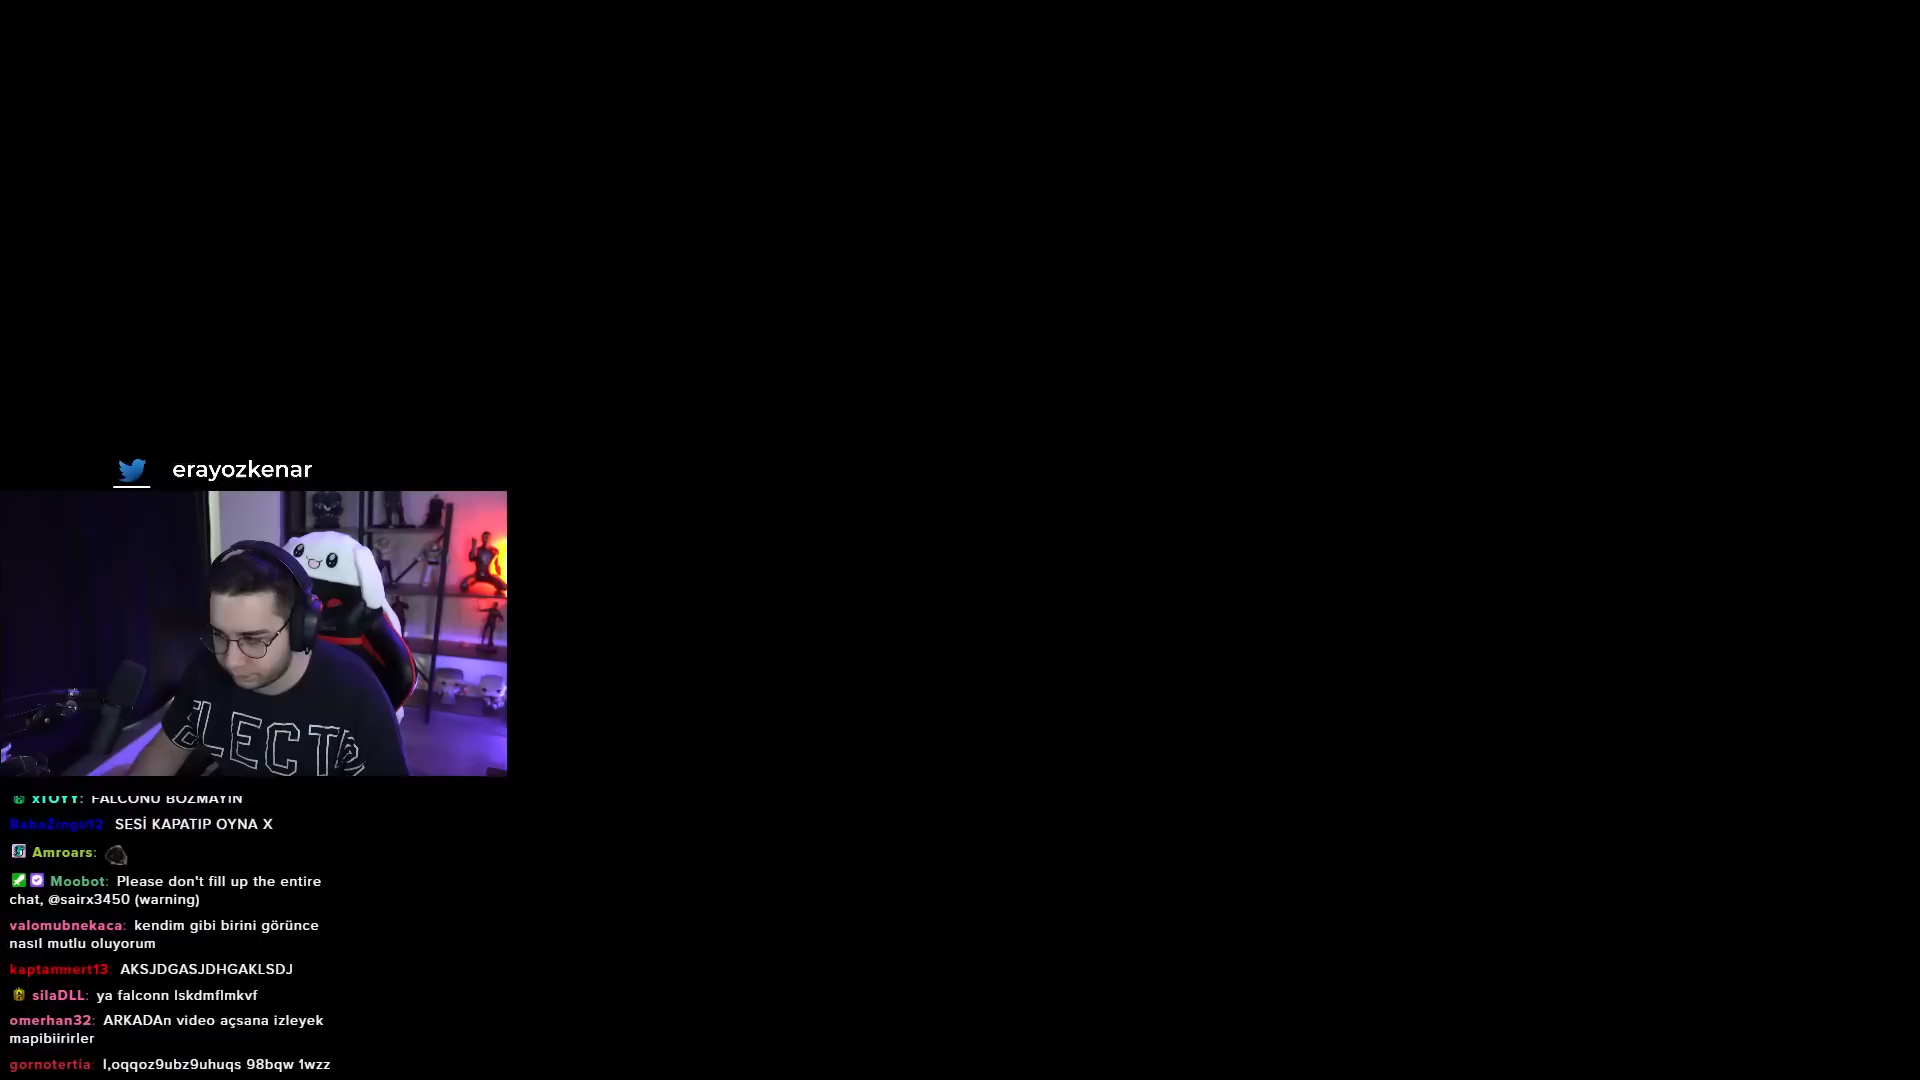 erayozkenar
ELECTR
xTOYY: FALCONU BOZMAYIN
BabaZingo12: SESİ KAPATIP OYNA X
Amroars:
Moobot: Please don't fill up the entire
chat, @sairx3450 (warning)
valomubnekaca: kendim gibi birini görünce
nasıl mutlu oluyorum
kaptanmert13: AKSJDGASJDHGAKLSDJ
silaDLL: ya falconn lskdmflmkvf
omerhan32: ARKADAn video açsana izleyek
mapibiirirler
gornotertia: l,oqqoz9ubz9uhuqs 98bqw 1wzz